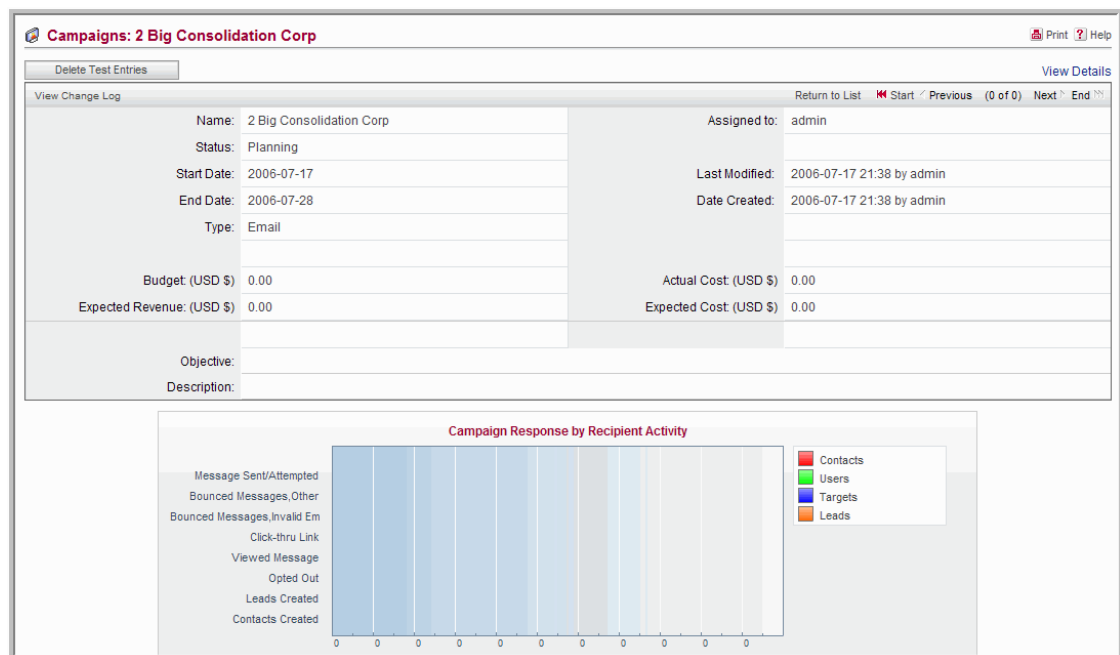 Campaigns: 2 Big Consolidation Corp
Print ? Help
Delete Test Entries
View Details
View Change Log
Return to List Start Previous (0 of 0) Next End
Name: 2 Big Consolidation Corp Assigned to: admin
Status: Planning
Start Date: 2006-07-17 Last Modified: 2006-07-17 21:38 by admin
End Date: 2006-07-28 Date Created: 2006-07-17 21:38 by admin
Type: Email
Budget: (USD $) 0.00 Actual Cost: (USD $) 0.00
Expected Revenue: (USD $) 0.00 Expected Cost: (USD $) 0.00
Objective:
Description:
Campaign Response by Recipient Activity
Message Sent/Attempted
Bounced Messages,Other
Bounced Messages,Invalid Em
Click-thru Link
Viewed Message
Opted Out
Leads Created
Contacts Created
0 0 0 0 0 0 0 0 0 0 0
Contacts
Users
Targets
Leads